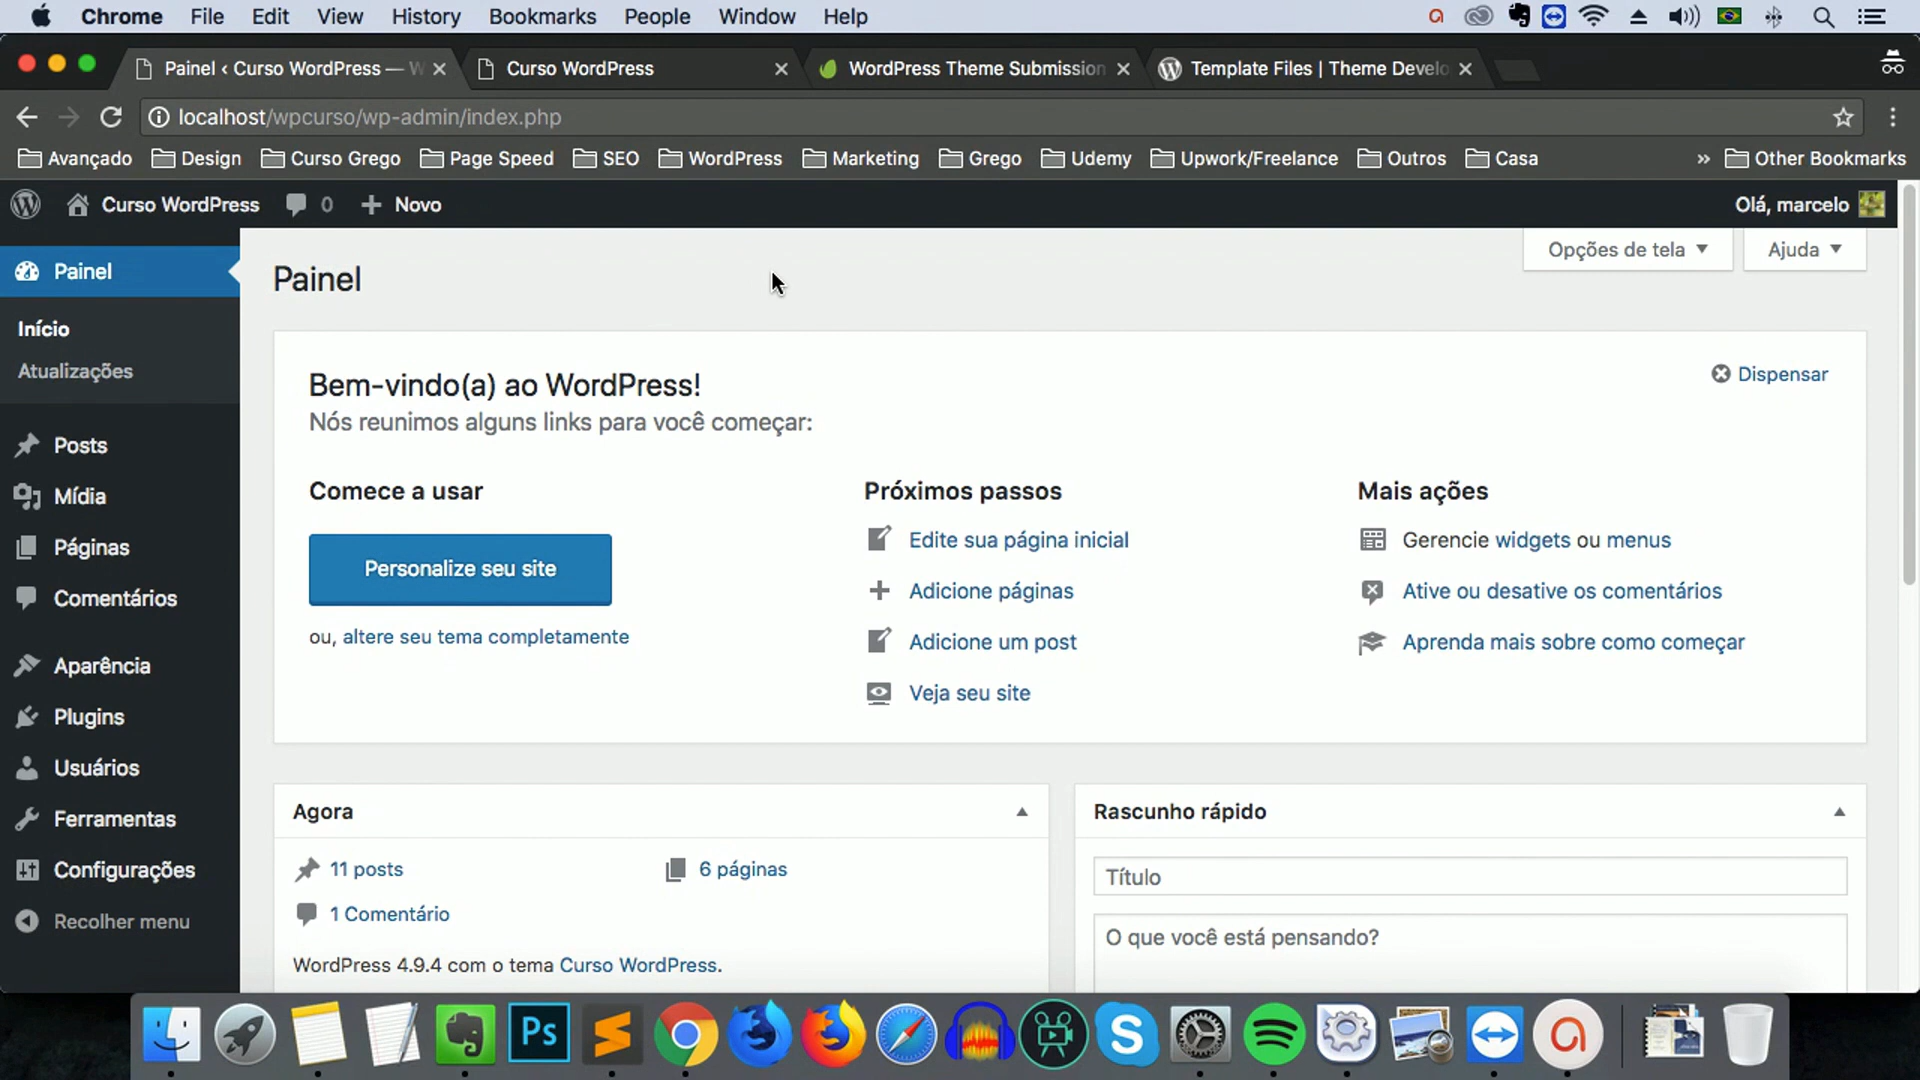 Chrome File Edit View History Bookmarks People Window Help
Painel ‹ Curso WordPress — W
Curso WordPress
WordPress Theme Submission
Template Files | Theme Develo
localhost/wpcurso/wp-admin/index.php
Avançado Design Curso Grego Page Speed SEO WordPress Marketing Grego Udemy Upwork/Freelance Outros Casa » Other Bookmarks
Curso WordPress 0 + Novo
Olá, marcelo
Painel
Início
Atualizações
Posts
Mídia
Páginas
Comentários
Aparência
Plugins
Usuários
Ferramentas
Configurações
Recolher menu
Opções de tela
Ajuda
Painel
Bem-vindo(a) ao WordPress!
Dispensar
Nós reunimos alguns links para você começar:
Comece a usar
Personalize seu site
ou, altere seu tema completamente
Próximos passos
Edite sua página inicial
Adicione páginas
Adicione um post
Veja seu site
Mais ações
Gerencie widgets ou menus
Ative ou desative os comentários
Aprenda mais sobre como começar
Agora
11 posts
6 páginas
1 Comentário
WordPress 4.9.4 com o tema Curso WordPress.
Rascunho rápido
Título
O que você está pensando?
Ps